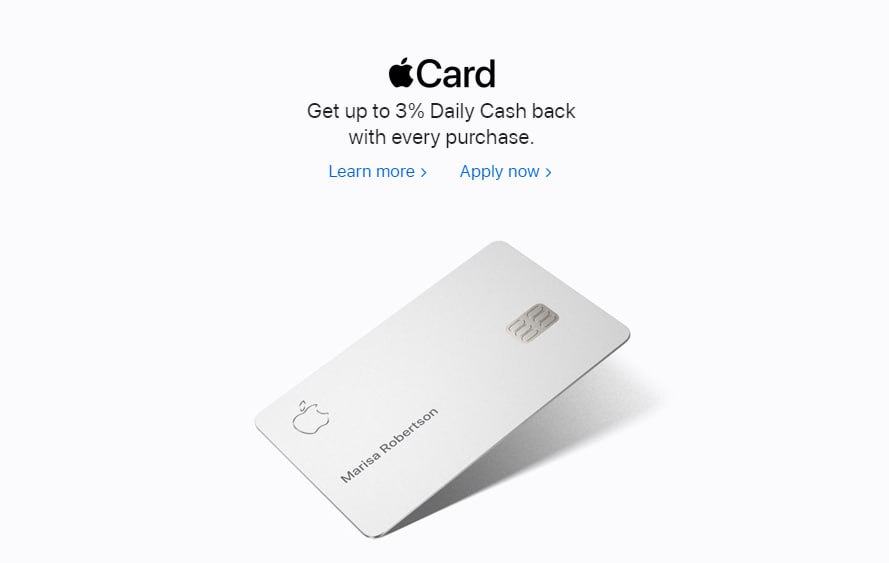 Card
Get up to 3% Daily Cash back
with every purchase.
Learn more >
Apply now >
Marisa Robertson